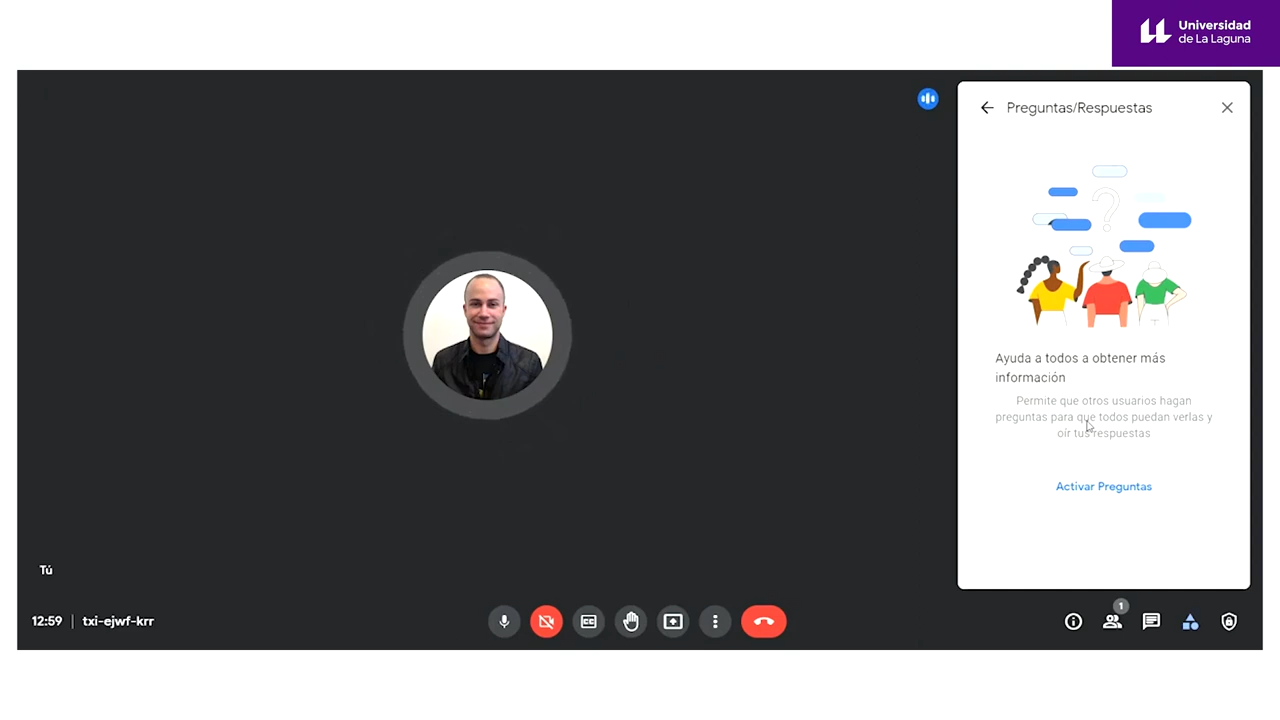 Universidad
de La Laguna
Preguntas/Respuestas
?
Ayuda a todos a obtener más
información
Permite que otros usuarios hagan
preguntas para que todos puedan verlas y
oír tus respuestas
Activar Preguntas
Tú
12:59 | txi-ejwf-krr
CC
1